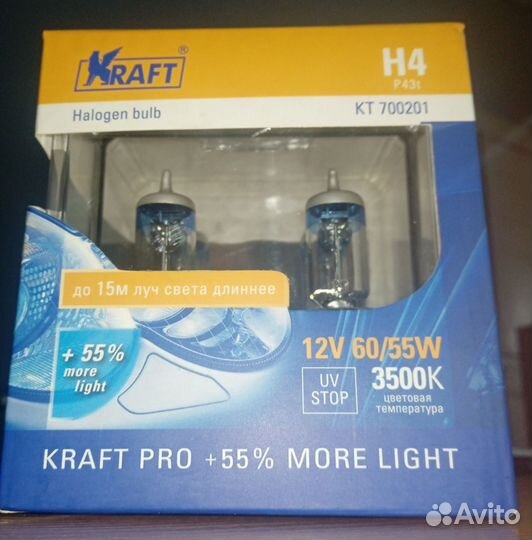 KRAFT®
H4
P43t
Halogen bulb
KT 700201
до 15м луч света длиннее
+ 55%
more
light
12V 60/55W
UV
STOP
3500K
цветовая
температура
KRAFT PRO +55% MORE LIGHT
Avito